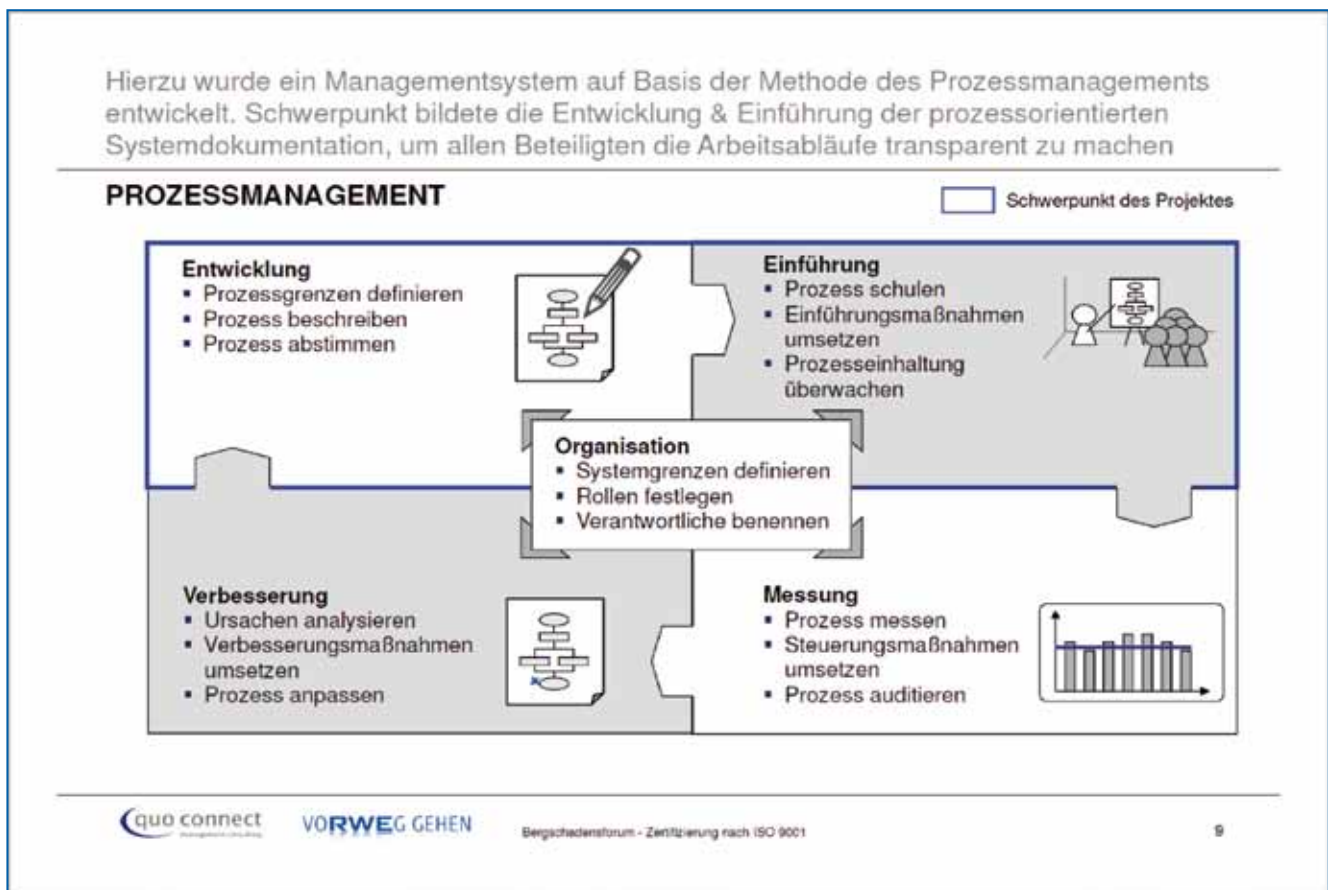 Hierzu wurde ein Managementsystem auf Basis der Methode des Prozessmanagements
entwickelt. Schwerpunkt bildete die Entwicklung & Einführung der prozessorientierten
Systemdokumentation, um allen Beteiligten die Arbeitsabläufe transparent zu machen
PROZESSMANAGEMENT
Schwerpunkt des Projektes
Entwicklung
▪ Prozessgrenzen definieren
▪ Prozess beschreiben
▪ Prozess abstimmen
Einführung
▪ Prozess schulen
▪ Einführungsmaßnahmen
umsetzen
▪ Prozesseinhaltung
überwachen
Organisation
▪ Systemgrenzen definieren
▪ Rollen festlegen
▪ Verantwortliche benennen
Verbesserung
▪ Ursachen analysieren
▪ Verbesserungsmaßnahmen
umsetzen
▪ Prozess anpassen
Messung
▪ Prozess messen
▪ Steuerungsmaßnahmen
umsetzen
▪ Prozess auditieren
quo connect
management consulting
VORWEG GEHEN
Bergschadensforum - Zertifizierung nach ISO 9001
9